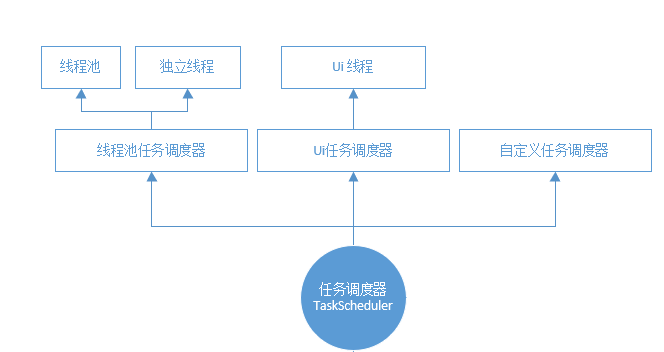 线程池
独立线程
Ui 线程
线程池任务调度器
Ui任务调度器
自定义任务调度器
任务调度器
TaskScheduler